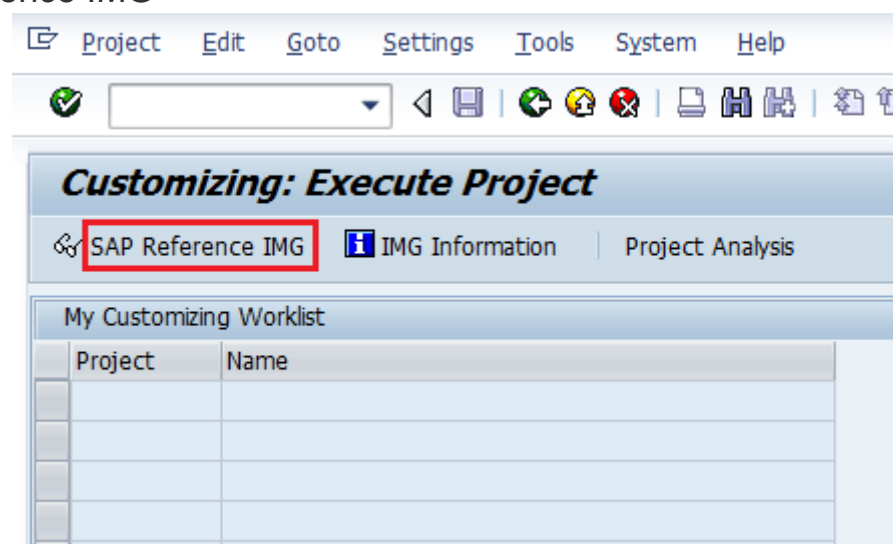 Project Edit Goto Settings Tools System Help
Customizing: Execute Project
SAP Reference IMG IMG Information Project Analysis
My Customizing Worklist
Project Name